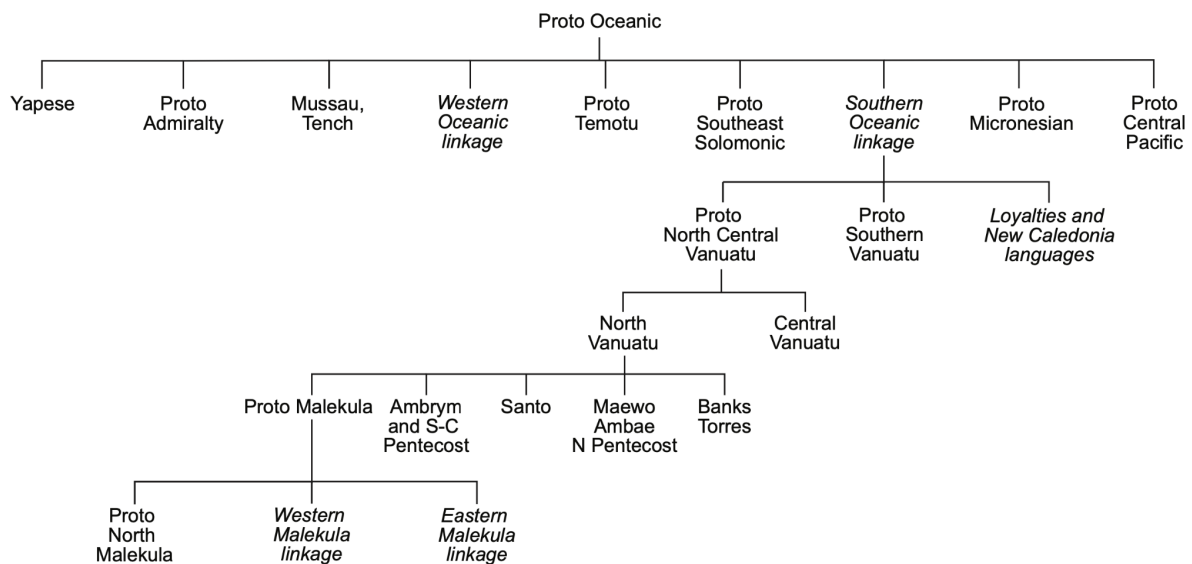 Proto Oceanic
Yapese
Proto
Admiralty
Mussau,
Tench
Western
Oceanic
linkage
Proto
Temotu
Proto
Southeast
Solomonic
Southern
Oceanic
linkage
Proto
Micronesian
Proto
Central
Pacific
Proto
North Central
Vanuatu
Proto
Southern
Vanuatu
Loyalties and
New Caledonia
languages
North
Vanuatu
Central
Vanuatu
Proto Malekula
Ambrym
and S-C
Pentecost
Santo
Maewo
Ambae
N Pentecost
Banks
Torres
Proto
North
Malekula
Western
Malekula
linkage
Eastern
Malekula
linkage